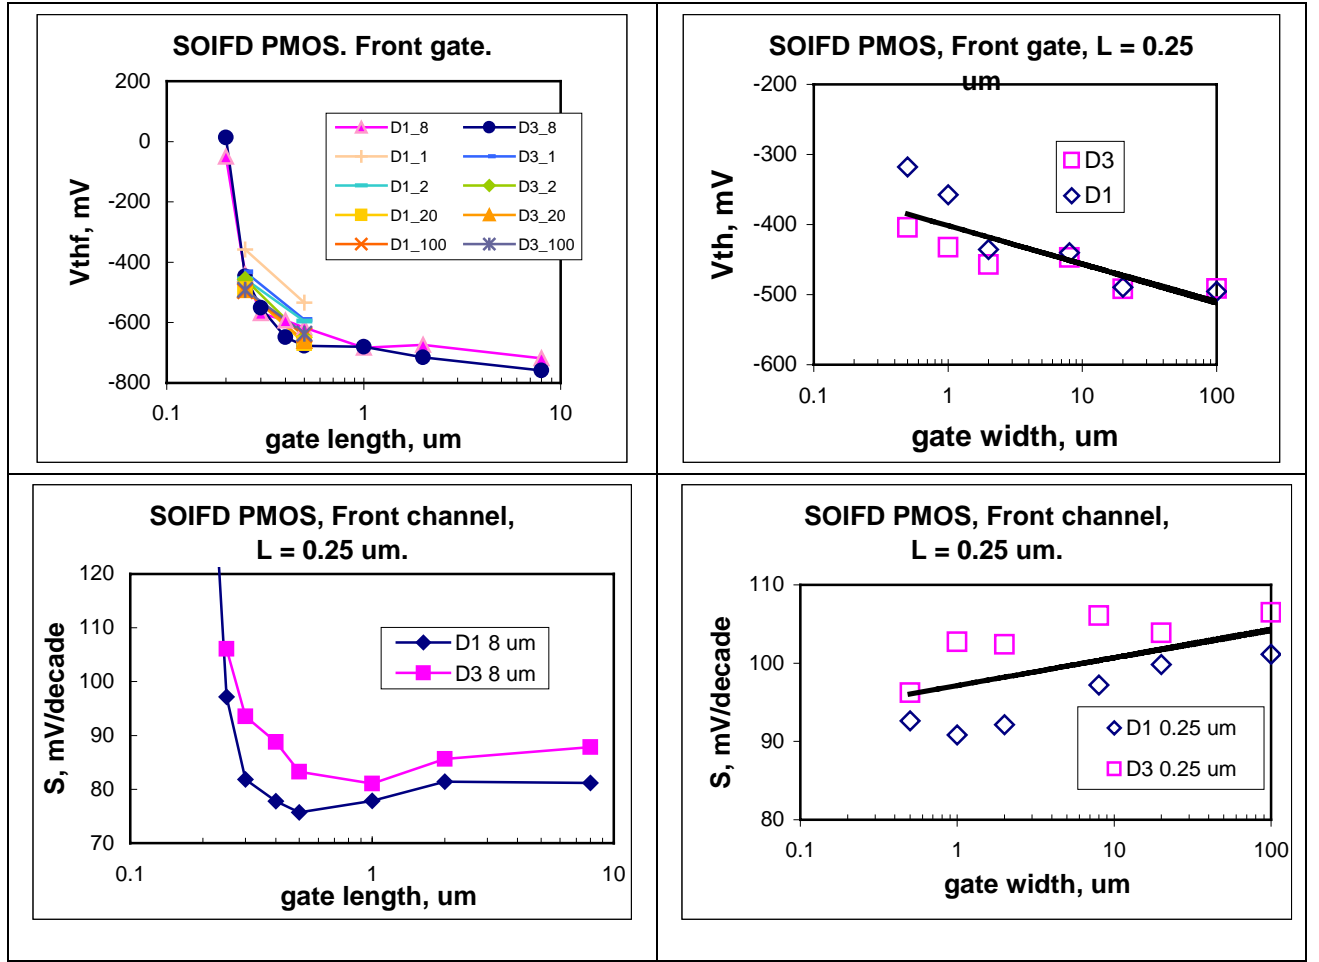 SOIFD PMOS. Front gate.
200
0
-200
-400
-600
-800
Vthf, mV
D1_8 D3_8
D1_1 D3_1
D1_2 D3_2
D1_20 D3_20
D1_100 D3_100
0.1 1 10
gate length, um
SOIFD PMOS, Front gate, L = 0.25
um
-200
-300
-400
-500
-600
Vth, mV
D3
D1
0.1 1 10 100
gate width, um
SOIFD PMOS, Front channel,
L = 0.25 um.
120
110
100
90
80
70
S, mV/decade
D1 8 um
D3 8 um
0.1 1 10
gate length, um
SOIFD PMOS, Front channel,
L = 0.25 um.
110
100
90
80
S, mV/decade
D1 0.25 um
D3 0.25 um
0.1 1 10 100
gate width, um